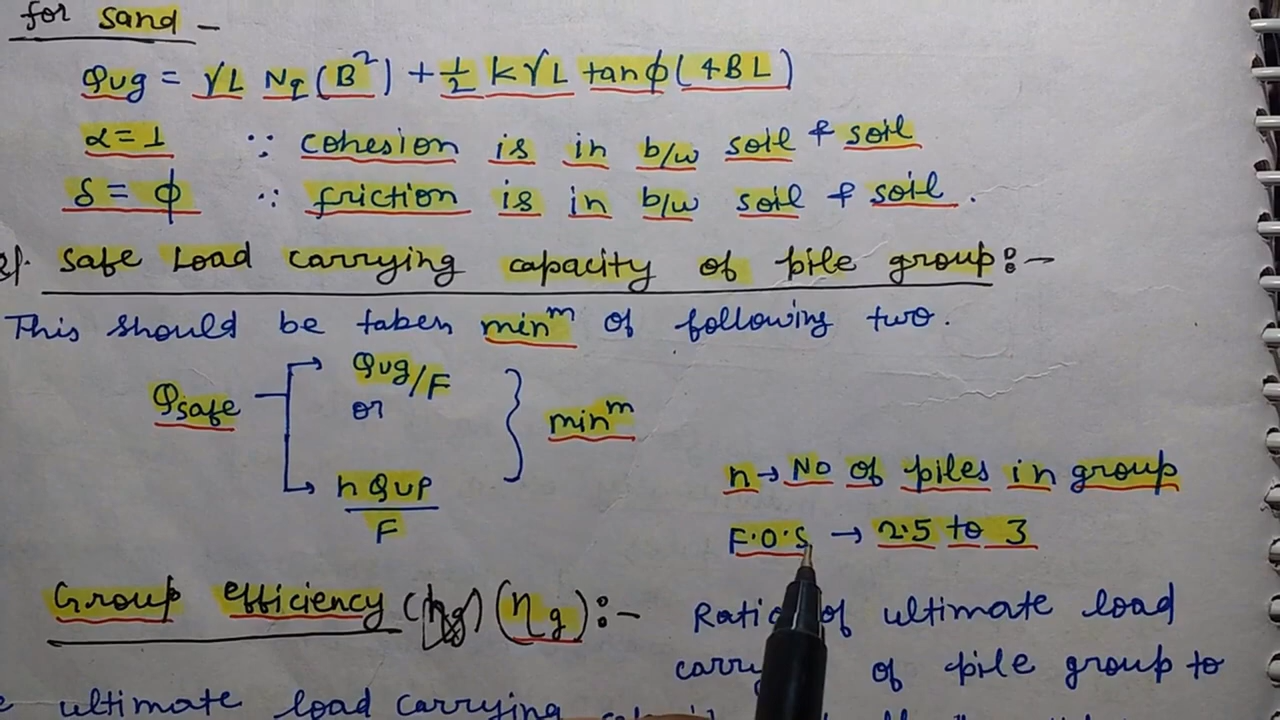 for sand -
Qug = γL Nq (B²) + ½ KγL tanϕ (4BL)
α = 1 ∵ cohesion is in b/w soil & soil
δ = ϕ ∵ friction is in b/w soil & soil.
Safe Load carrying capacity of pile group :-
This should be taken minᵐ of following two.
Qsafe → Qug/F
or
nQup/F } minᵐ
n → No of piles in group
F.O.S → 2.5 to 3
Group efficiency (ηg) :- Ratio of ultimate load
of pile group to
ultimate load carrying